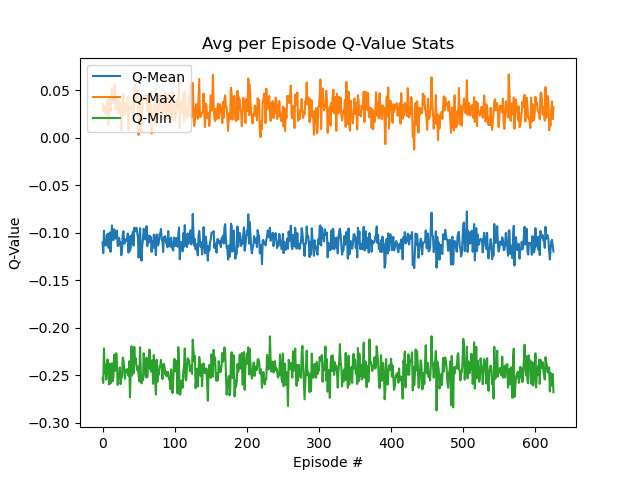 Avg per Episode Q-Value Stats
Q-Mean
Q-Max
Q-Min
0.05
0.00
−0.05
−0.10
−0.15
−0.20
−0.25
−0.30
Q-Value
0 100 200 300 400 500 600
Episode #